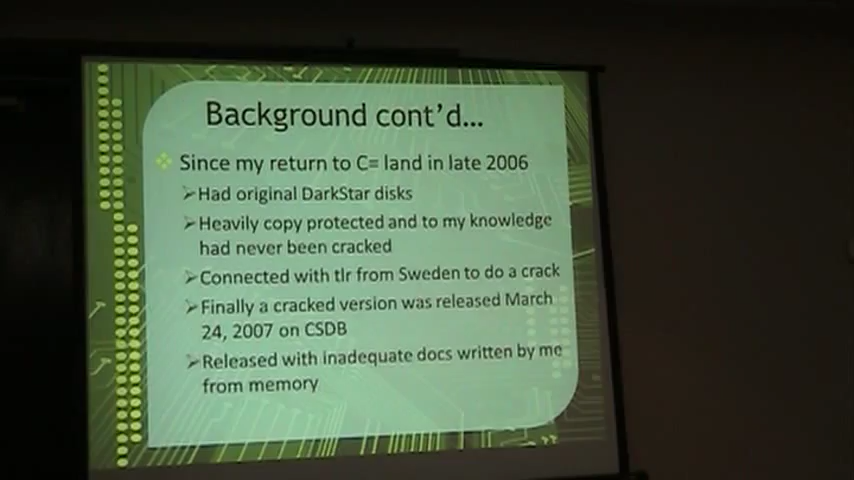 Background cont'd...
Since my return to C= land in late 2006
Had original DarkStar disks
Heavily copy protected and to my knowledge
had never been cracked
Connected with tlr from Sweden to do a crack
Finally a cracked version was released March
24, 2007 on CSDB
Released with inadequate docs written by me
from memory